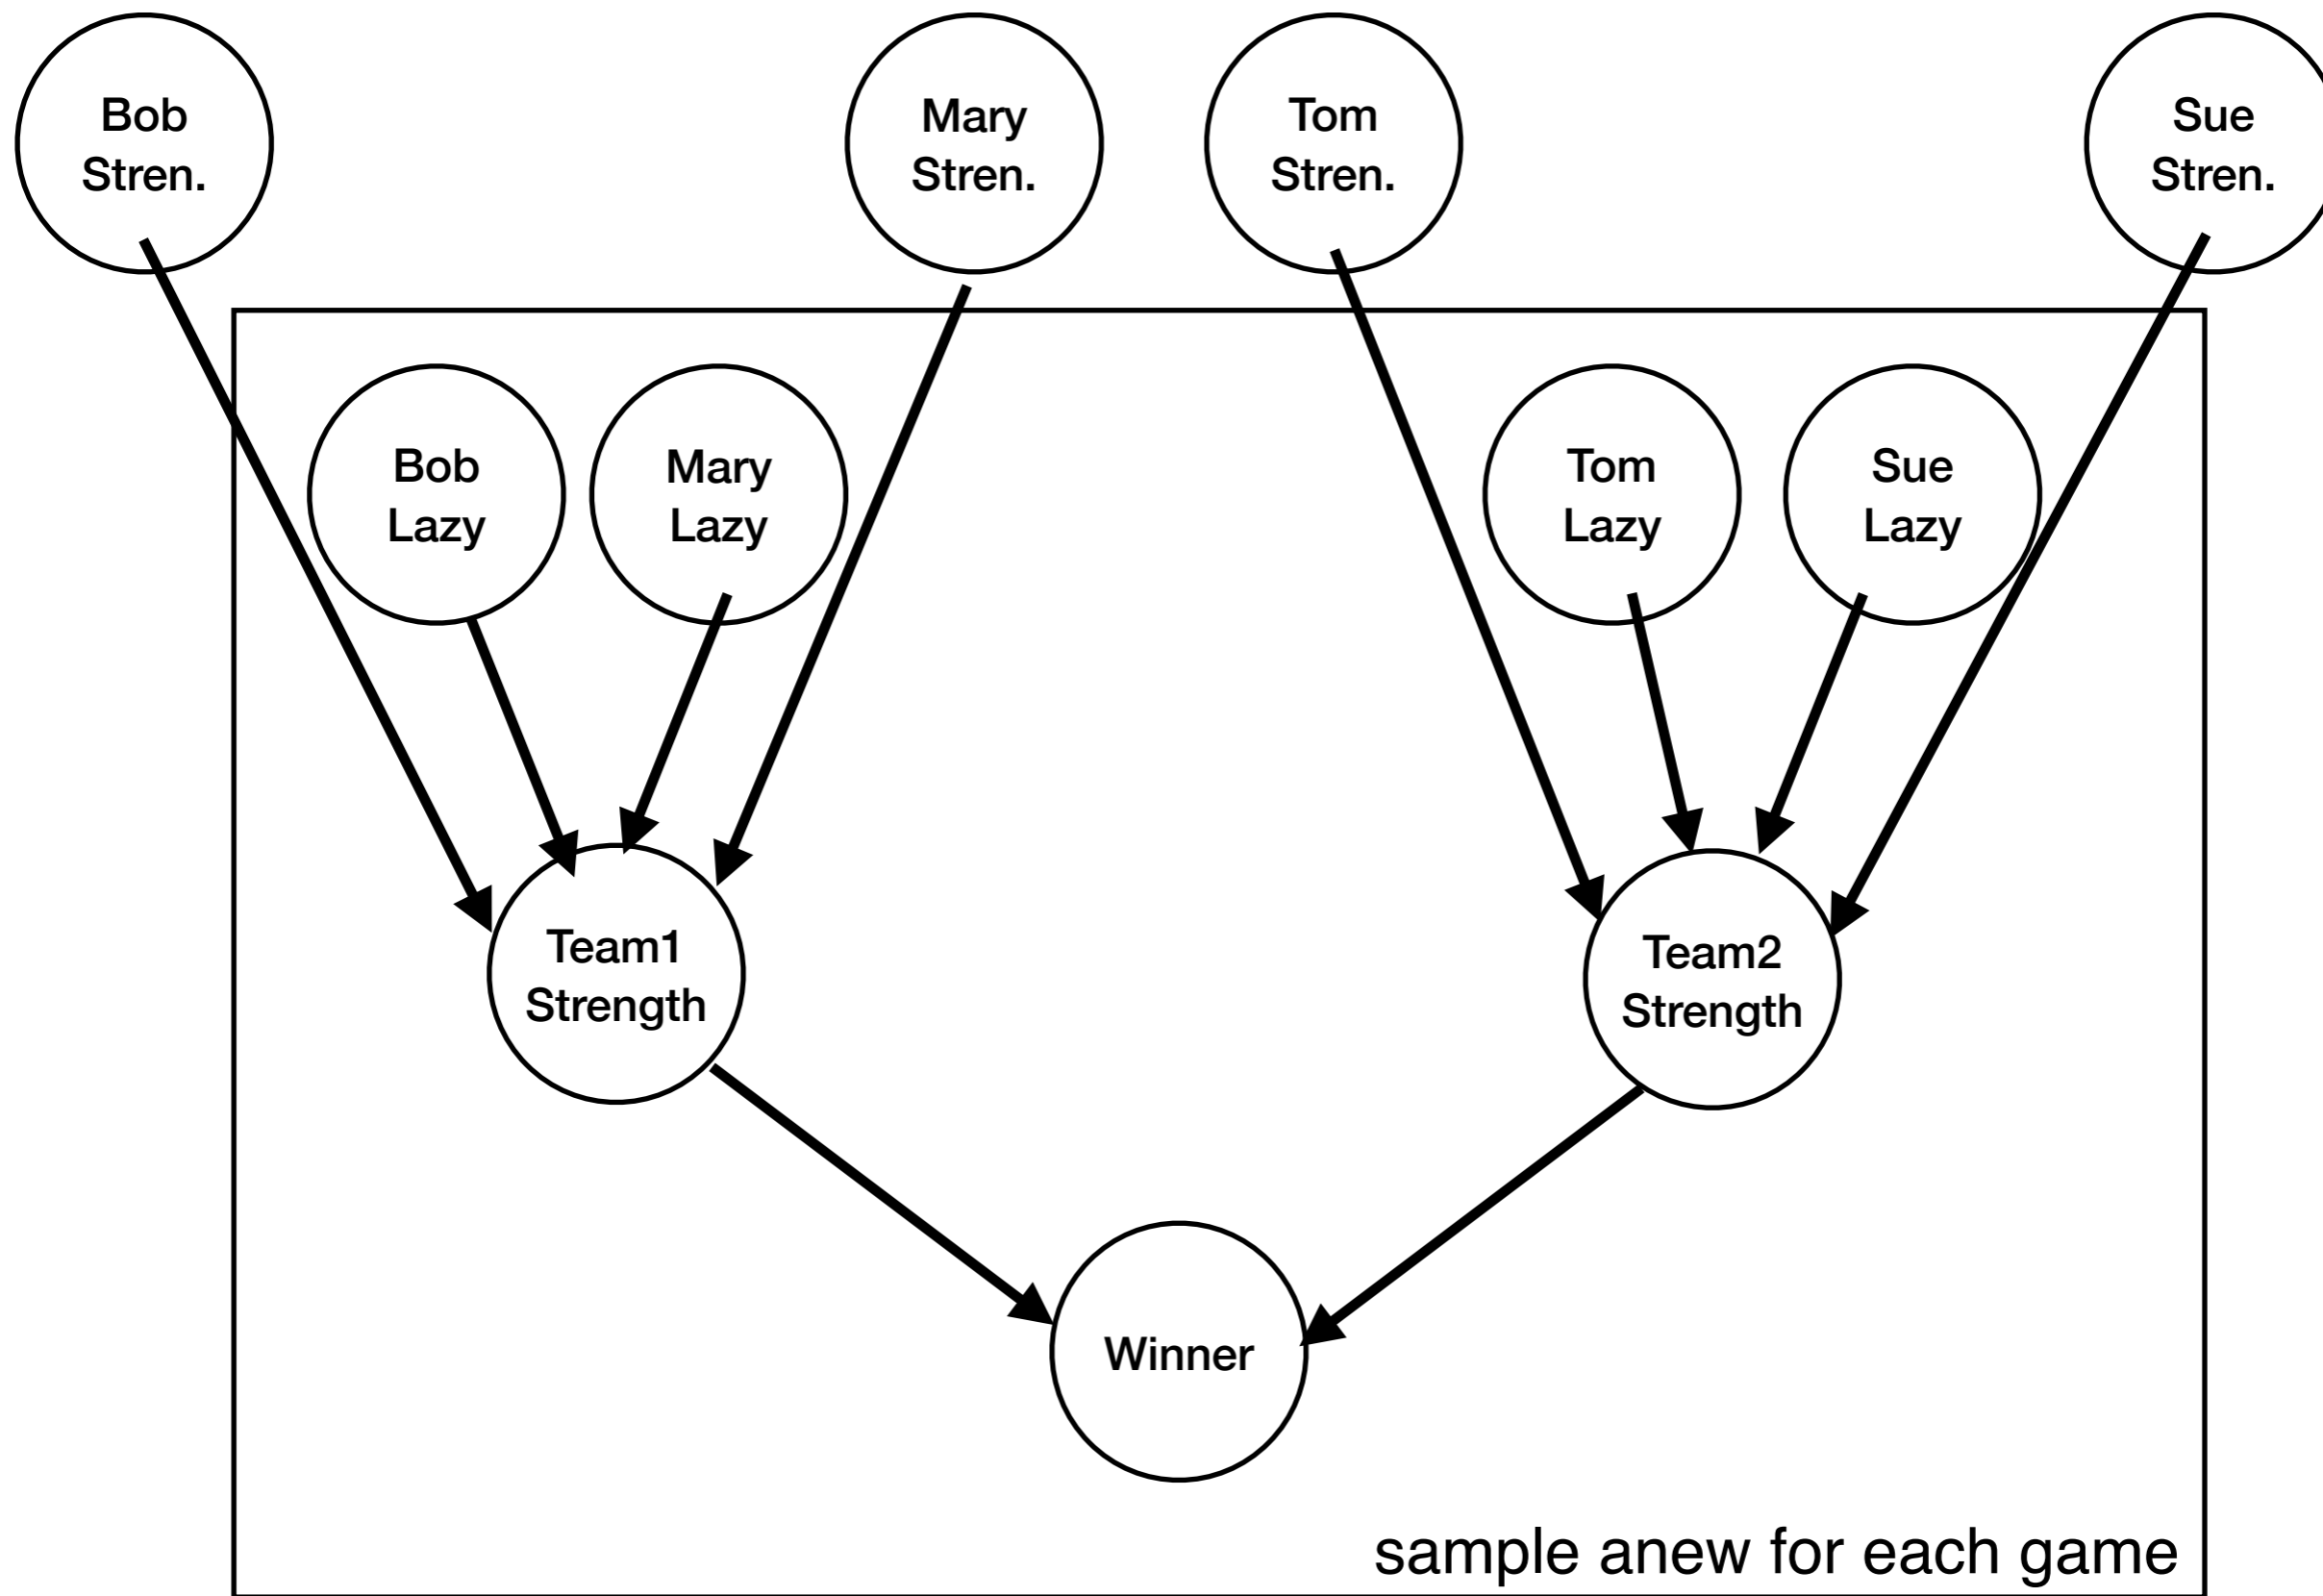 Bob
Stren.
Mary
Stren.
Tom
Stren.
Sue
Stren.
Bob
Lazy
Mary
Lazy
Tom
Lazy
Sue
Lazy
Team1
Strength
Team2
Strength
Winner
sample anew for each game